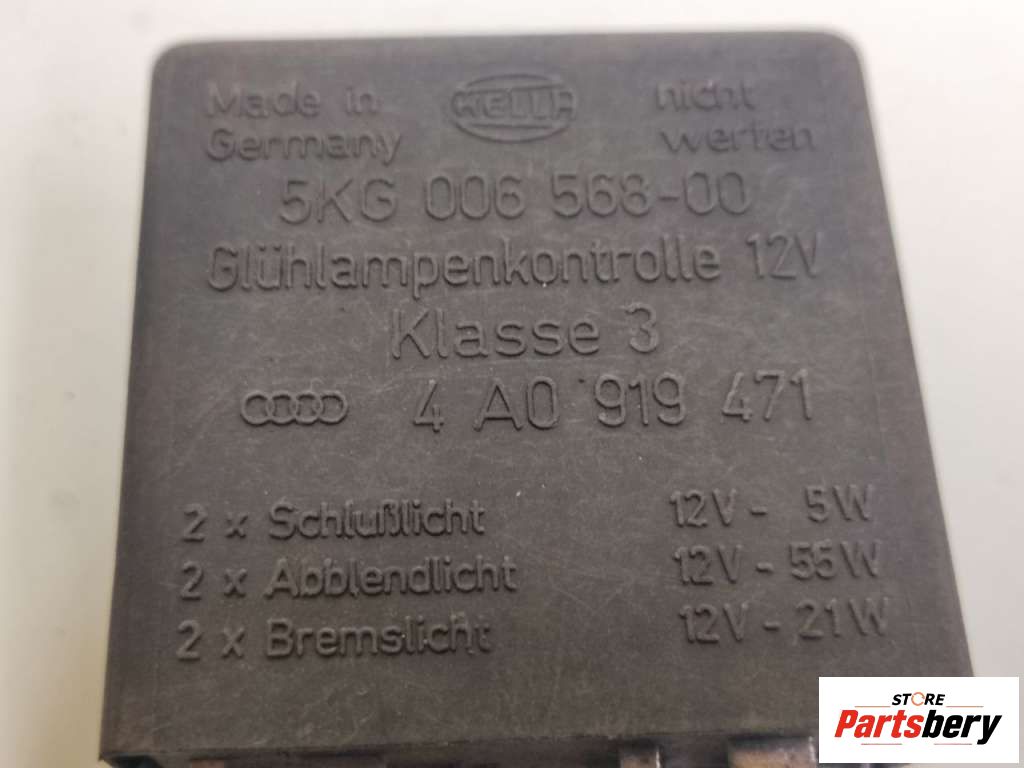 Made in HELLA nicht
Germany werfen
5KG 006 568-00
Glühlampenkontrolle 12V
Klasse 3
4 A0 919 471
2 x Schlußlicht 12V - 5W
2 x Abblendlicht 12V - 55W
2 x Bremslicht 12V - 21W
STORE
Partsbery